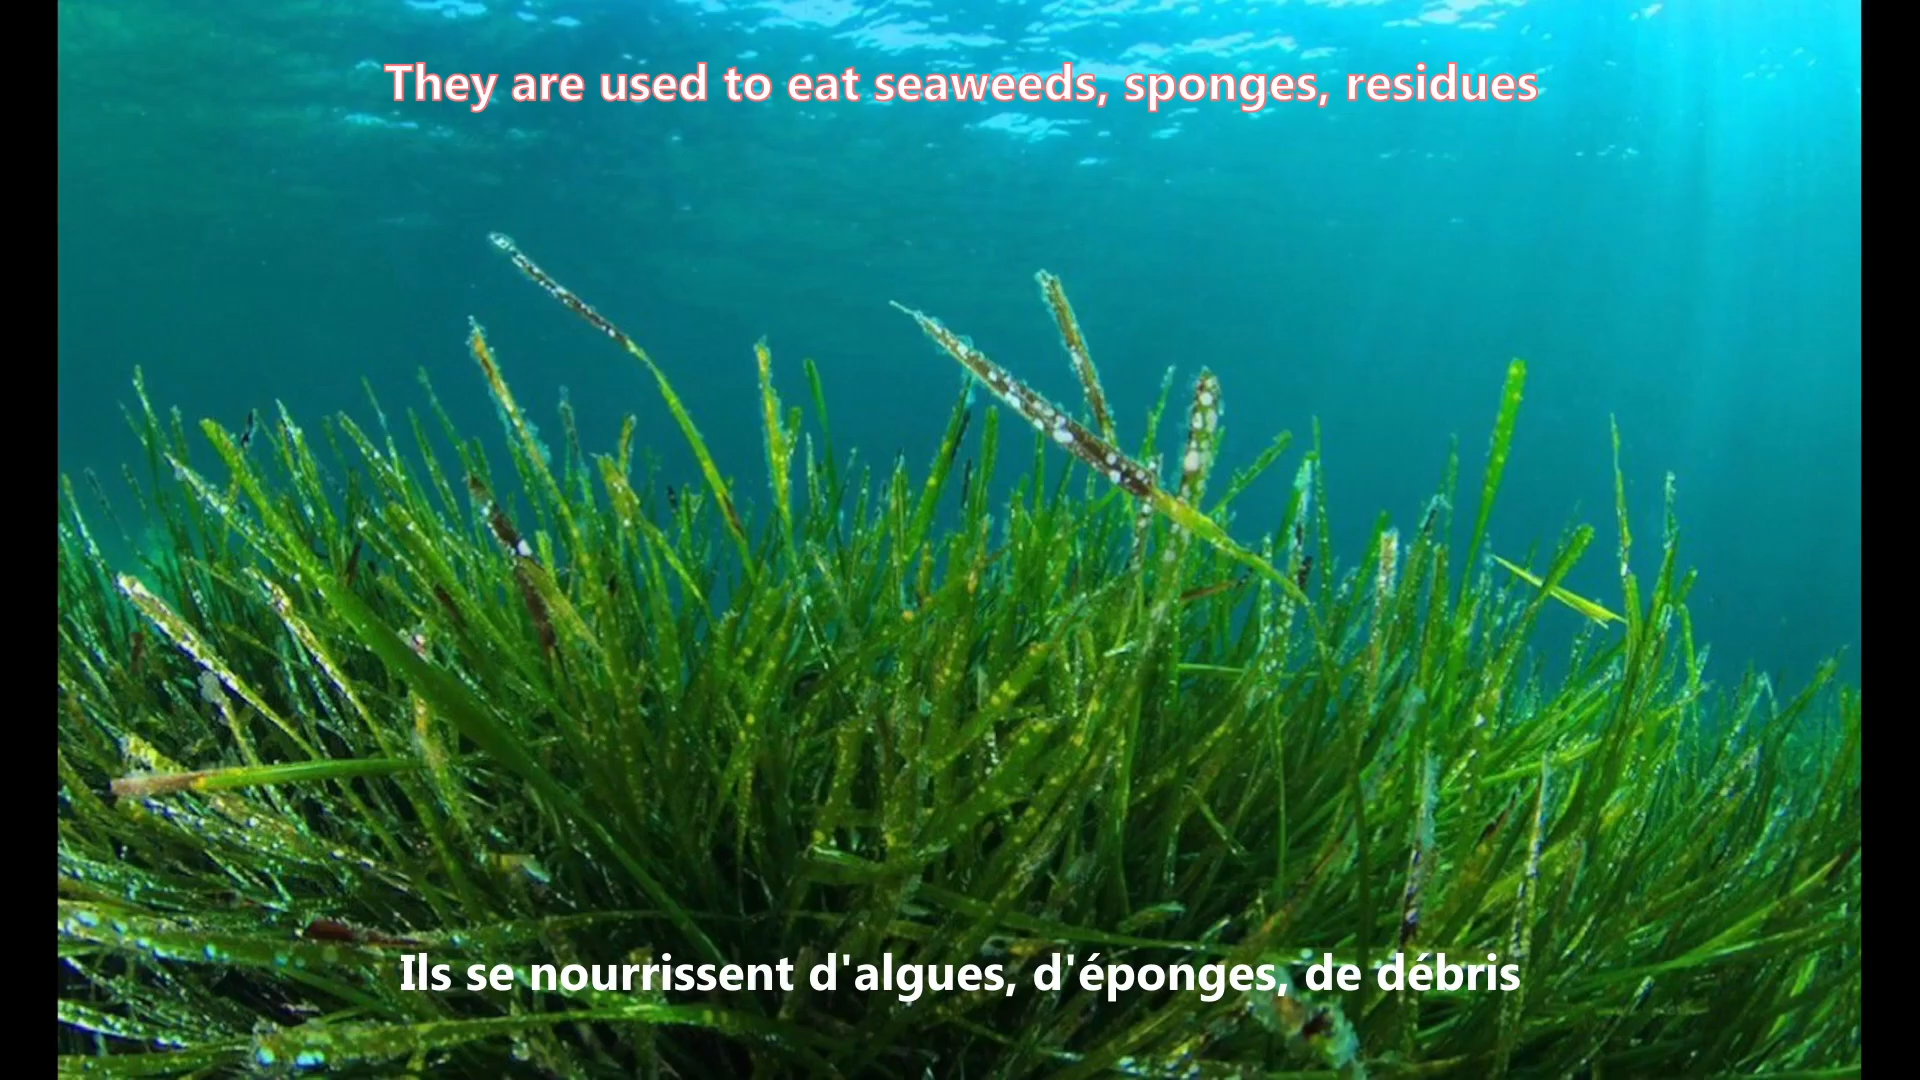 They are used to eat seaweeds, sponges, residues
Ils se nourrissent d'algues, d'éponges, de débris